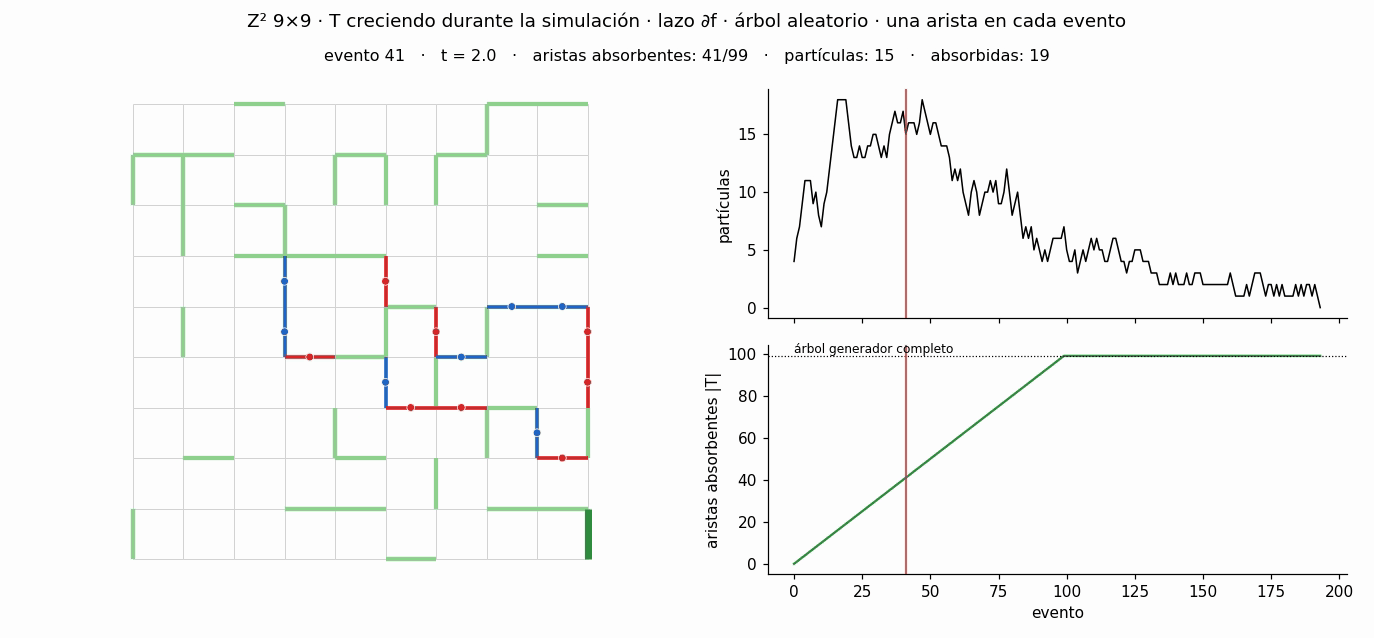 Z² 9×9 · T creciendo durante la simulación · lazo ∂f · árbol aleatorio · una arista en cada evento
evento 41 · t = 2.0 · aristas absorbentes: 41/99 · partículas: 15 · absorbidas: 19
15
10
5
0
partículas
árbol generador completo
100
80
60
40
20
0
aristas absorbentes |T|
0 25 50 75 100 125 150 175 200
evento